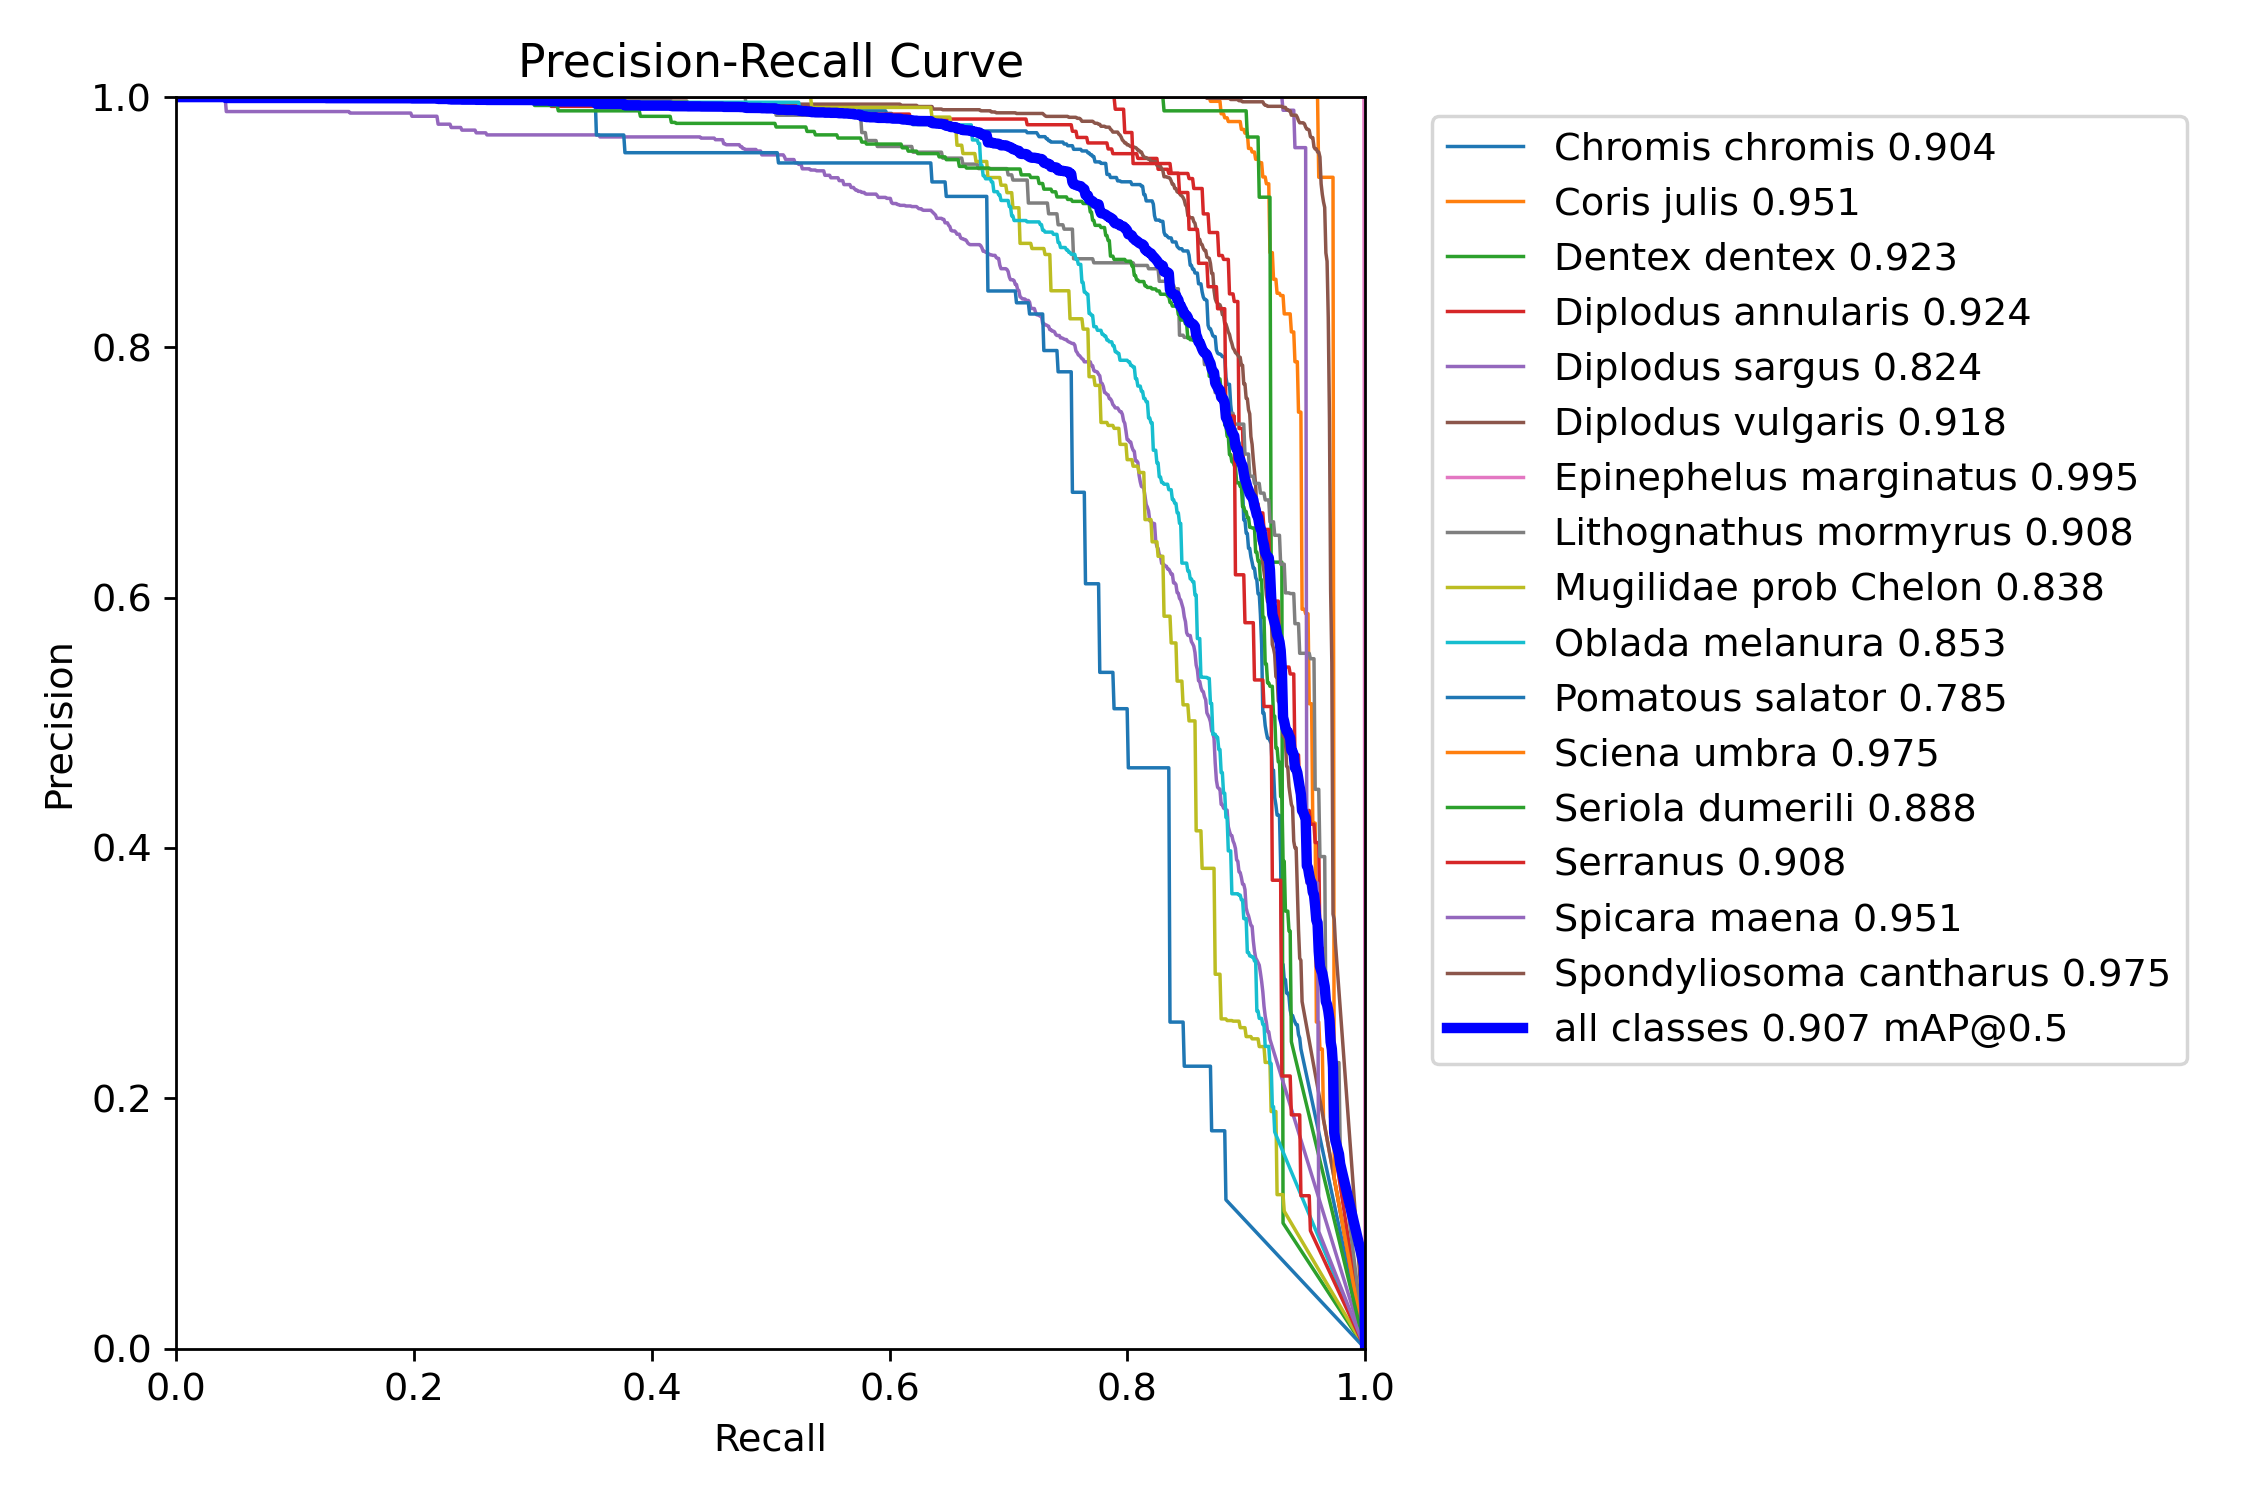 Precision-Recall Curve
1.0
0.8
0.6
0.4
0.2
0.0
Precision
0.0 0.2 0.4 0.6 0.8 1.0
Recall
Chromis chromis 0.904
Coris julis 0.951
Dentex dentex 0.923
Diplodus annularis 0.924
Diplodus sargus 0.824
Diplodus vulgaris 0.918
Epinephelus marginatus 0.995
Lithognathus mormyrus 0.908
Mugilidae prob Chelon 0.838
Oblada melanura 0.853
Pomatous salator 0.785
Sciena umbra 0.975
Seriola dumerili 0.888
Serranus 0.908
Spicara maena 0.951
Spondyliosoma cantharus 0.975
all classes 0.907 mAP@0.5